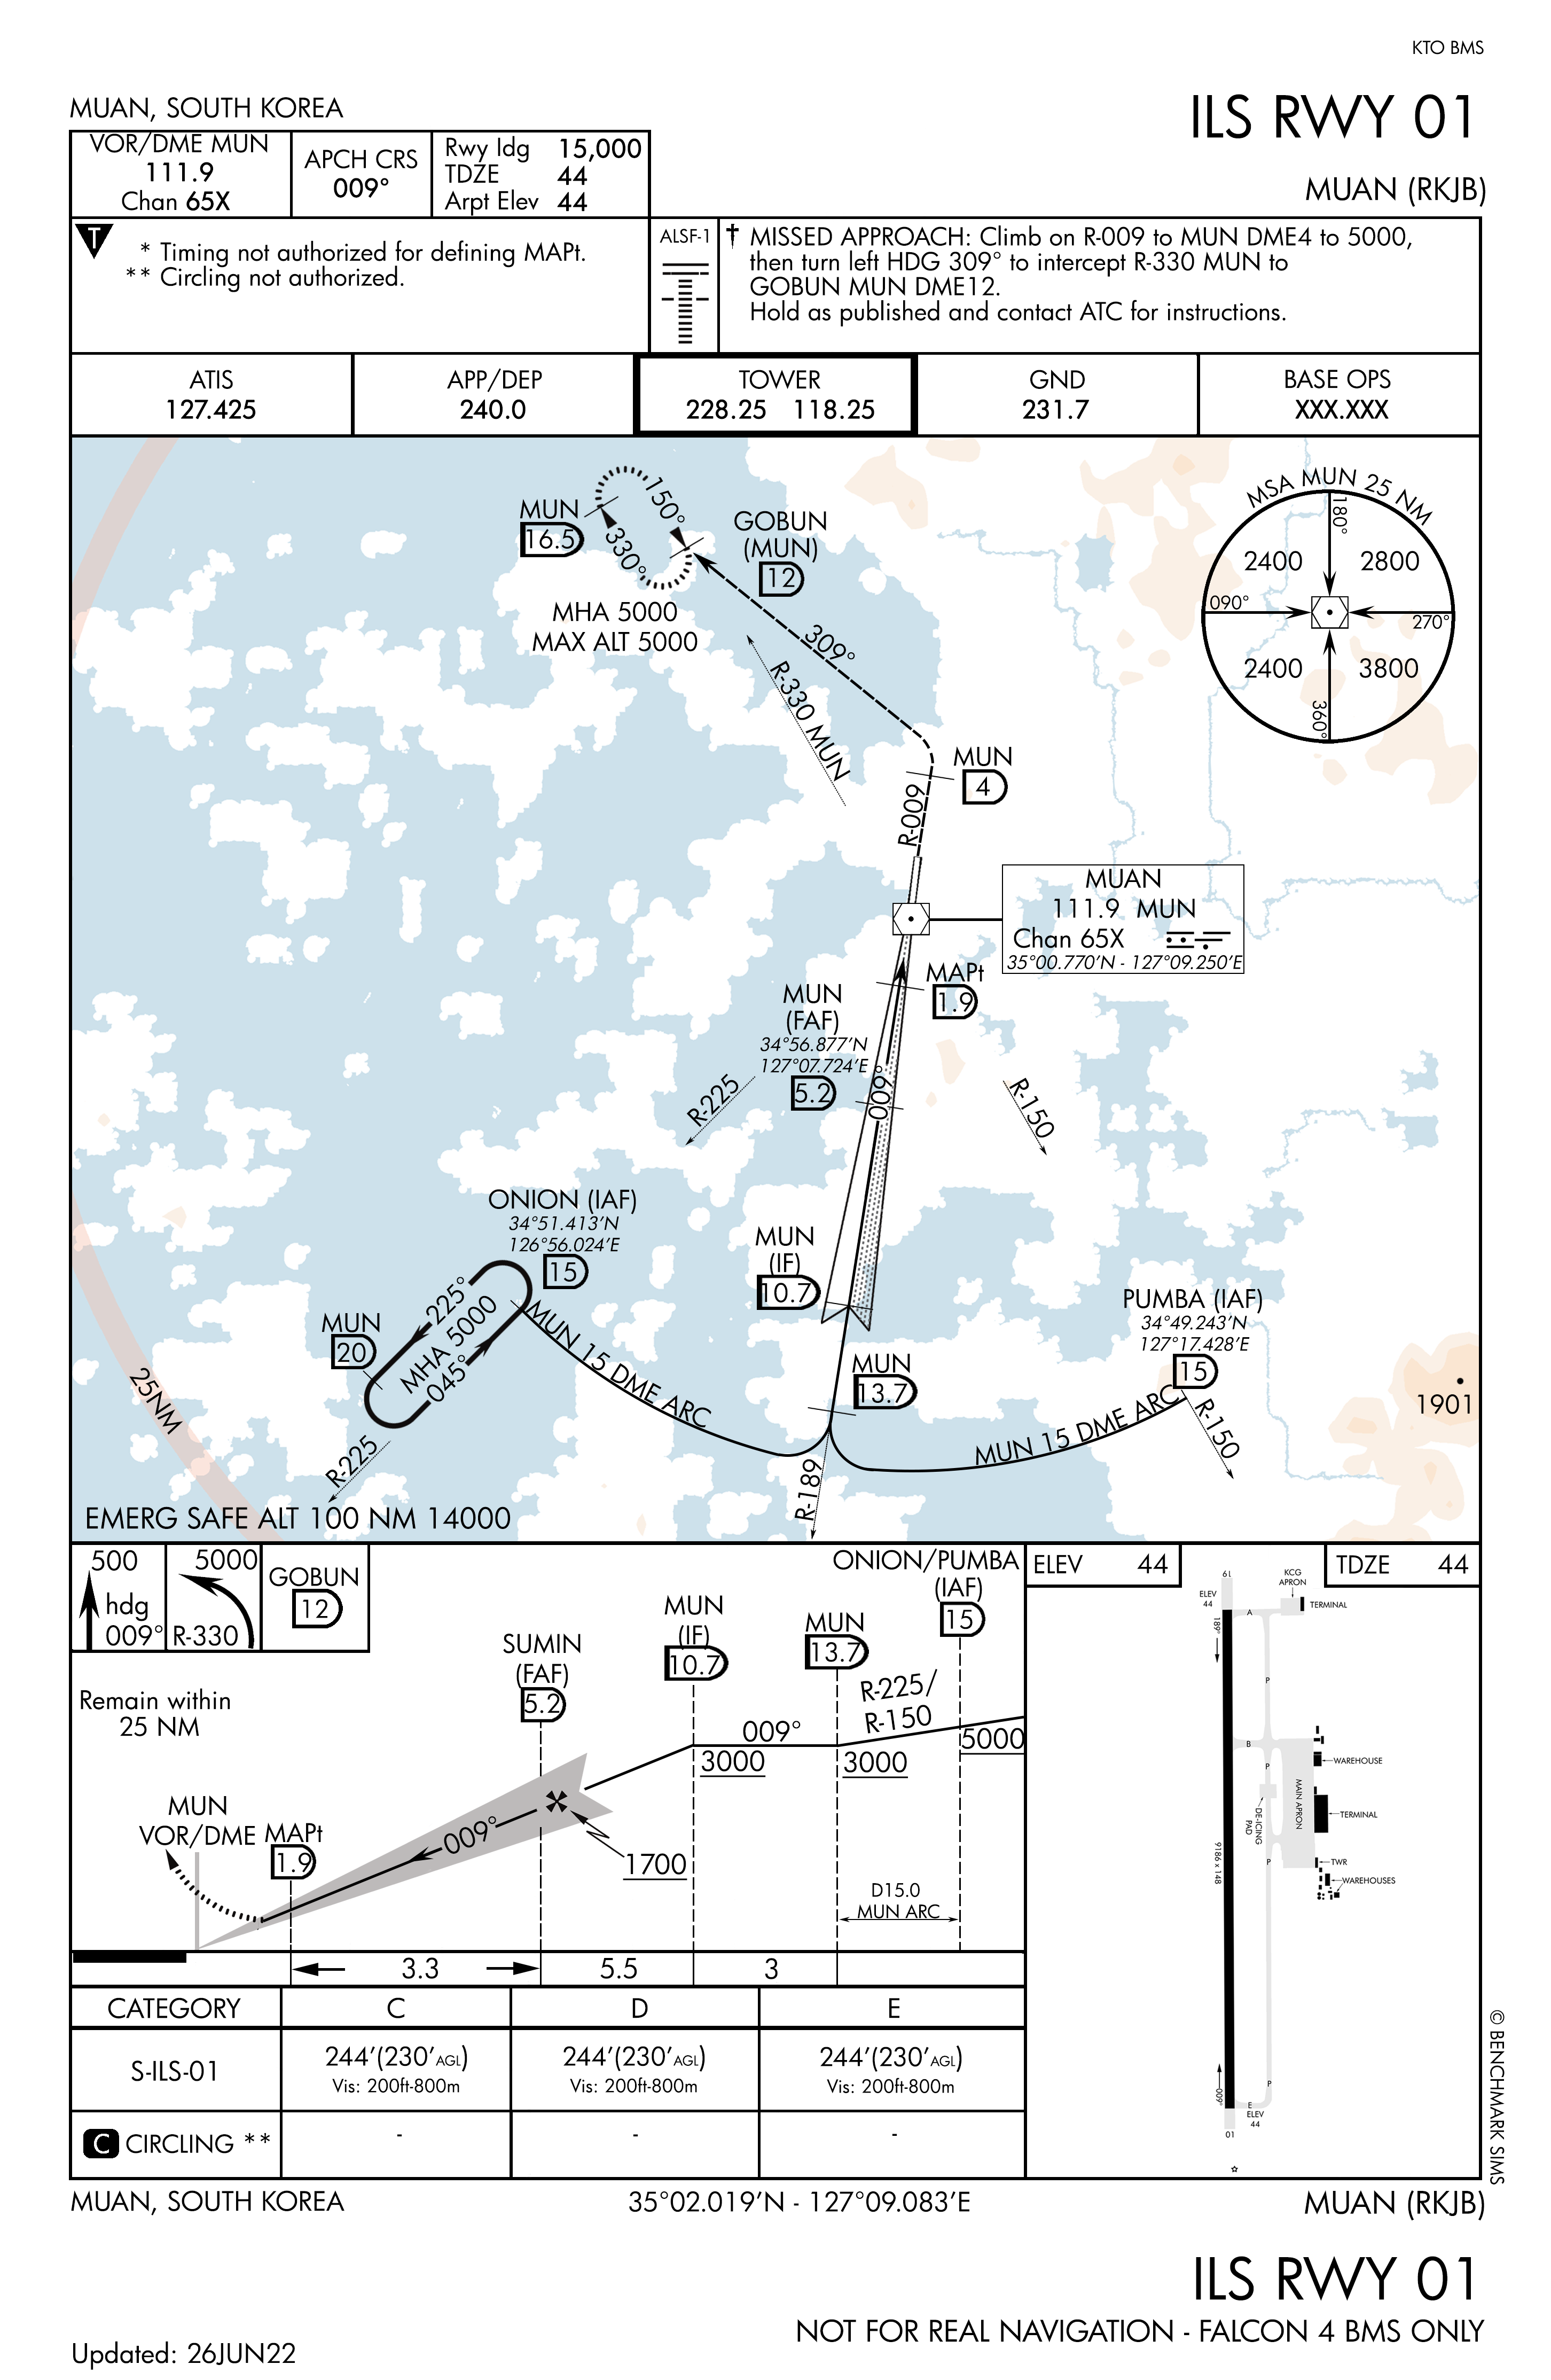 KTO BMS
MUAN, SOUTH KOREA
ILS RWY 01
MUAN (RKJB)
VOR/DME MUN
111.9
Chan 65X
APCH CRS
009°
Rwy ldg 15,000
TDZE 44
Arpt Elev 44
T
* Timing not authorized for defining MAPt.
** Circling not authorized.
ALSF-1
† MISSED APPROACH: Climb on R-009 to MUN DME4 to 5000,
then turn left HDG 309° to intercept R-330 MUN to
GOBUN MUN DME12.
Hold as published and contact ATC for instructions.
ATIS
127.425
APP/DEP
240.0
TOWER
228.25 118.25
GND
231.7
BASE OPS
XXX.XXX
MSA MUN 25 NM
180°
2400 2800
090°
270°
2400 3800
360°
MUN
16.5
150°
330°
GOBUN
(MUN)
12
MHA 5000
MAX ALT 5000
309°
R-330 MUN
MUN
4
R-009
MUAN
111.9 MUN
Chan 65X
35°00.770'N - 127°09.250'E
MAPt
1.9
MUN
(FAF)
34°56.877'N
127°07.724'E
5.2
009°
R-225
R-150
ONION (IAF)
34°51.413'N
126°56.024'E
15
MUN
(IF)
10.7
225°
MHA 5000
045°
MUN
20
MUN 15 DME ARC
PUMBA (IAF)
34°49.243'N
127°17.428'E
15
MUN
13.7
MUN 15 DME ARC
R-150
1901
25NM
R-225
R-189
EMERG SAFE ALT 100 NM 14000
500
hdg
009°
5000
R-330
GOBUN
12
ONION/PUMBA
(IAF)
15
MUN
(IF)
10.7
MUN
13.7
SUMIN
(FAF)
5.2
R-225/
R-150
Remain within
25 NM
009°
3000
3000
5000
MUN
VOR/DME
MAPt
1.9
009°
1700
D15.0
MUN ARC
3.3
5.5
3
ELEV 44
TDZE 44
19
KCG
APRON
ELEV
44
A
TERMINAL
189°
P
B
P
WAREHOUSE
MAIN APRON
DE-ICING
PAD
TERMINAL
9186 x 148
P
TWR
WAREHOUSES
P
009°
E
ELEV
44
01
CATEGORY C D E
S-ILS-01
244'(230'AGL)
Vis: 200ft-800m
244'(230'AGL)
Vis: 200ft-800m
244'(230'AGL)
Vis: 200ft-800m
C CIRCLING ** - - -
© BENCHMARK SIMS
MUAN, SOUTH KOREA
35°02.019'N - 127°09.083'E
MUAN (RKJB)
ILS RWY 01
NOT FOR REAL NAVIGATION - FALCON 4 BMS ONLY
Updated: 26JUN22